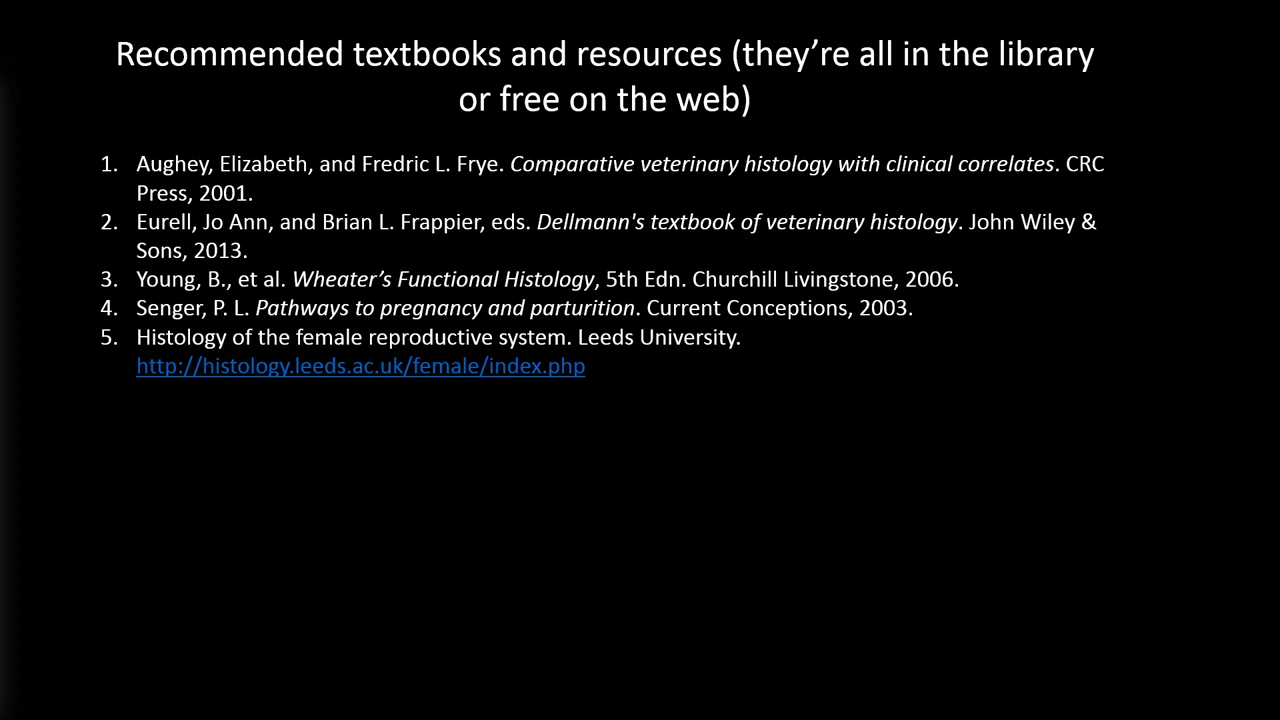 Recommended textbooks and resources (they’re all in the library
or free on the web)
1. Aughey, Elizabeth, and Fredric L. Frye. Comparative veterinary histology with clinical correlates. CRC
Press, 2001.
2. Eurell, Jo Ann, and Brian L. Frappier, eds. Dellmann's textbook of veterinary histology. John Wiley &
Sons, 2013.
3. Young, B., et al. Wheater’s Functional Histology, 5th Edn. Churchill Livingstone, 2006.
4. Senger, P. L. Pathways to pregnancy and parturition. Current Conceptions, 2003.
5. Histology of the female reproductive system. Leeds University.
http://histology.leeds.ac.uk/female/index.php